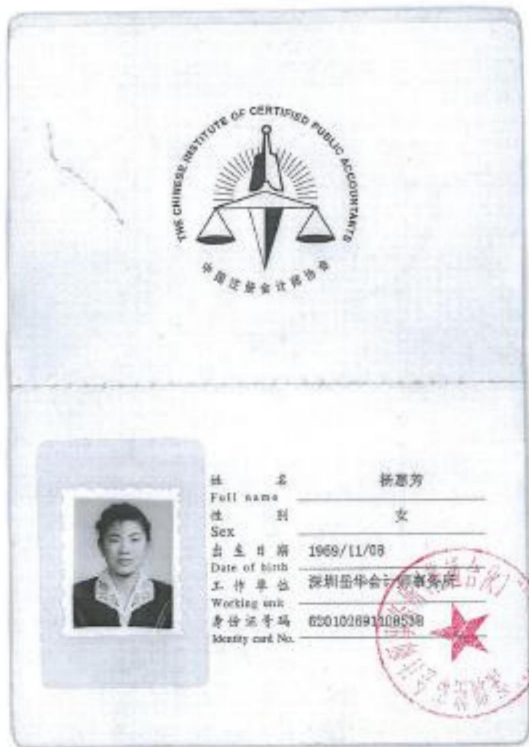 THE CHINESE INSTITUTE OF CERTIFIED PUBLIC ACCOUNTANTS
中国注册会计师协会
姓 名 杨惠芳
Full name
性 别 女
Sex
出生日期 1969/11/08
Date of birth
工作单位 深圳岳华会计师事务所
Working unit
身份证号码 620102691108538
Identity card No.